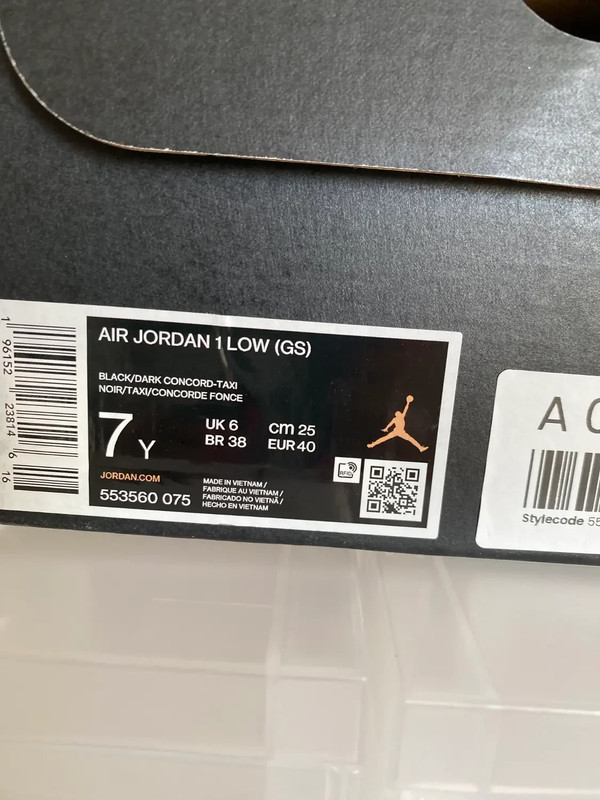 1 96152 23814 6 16
AIR JORDAN 1 LOW (GS)
BLACK/DARK CONCORD-TAXI
NOIR/TAXI/CONCORDE FONCE
7 Y
UK 6
BR 38
cm 25
EUR 40
JORDAN.COM
553560 075
MADE IN VIETNAM /
FABRIQUE AU VIETNAM /
FABRICADO NO VIETNÃ /
HECHO EN VIETNAM
RFID
A
Stylecode 55